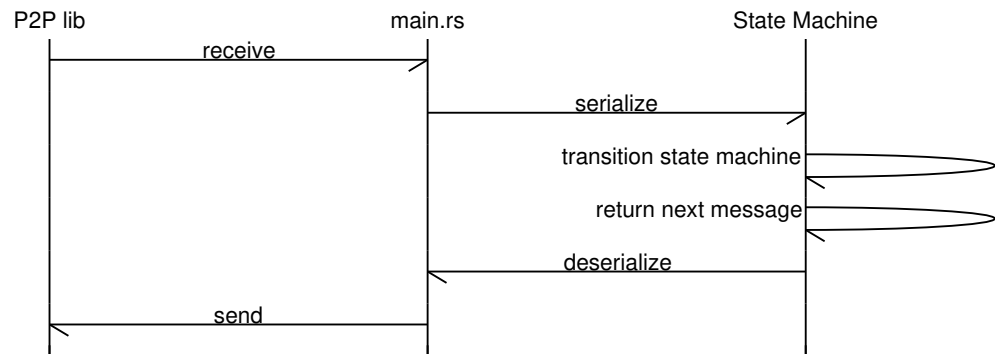 P2P lib
main.rs
State Machine
receive
serialize
transition state machine
return next message
deserialize
send